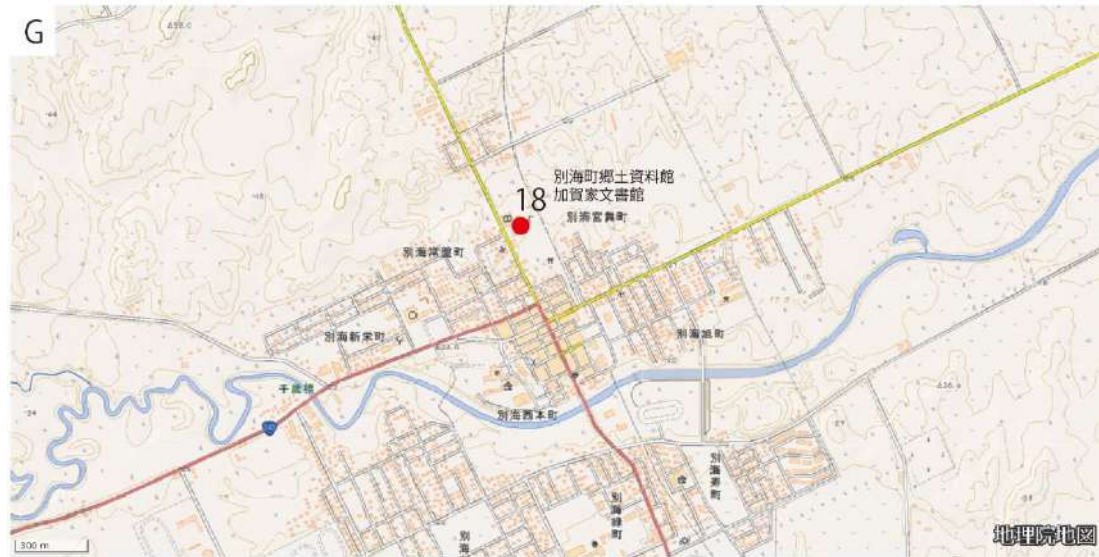 G
別海町郷土資料館
加賀家文書館
18
別海宮舞町
別海常盤町
別海新栄町
別海旭町
千歳橋
別海西本町
別海寿町
別海緑町
別海
300 m
地理院地図